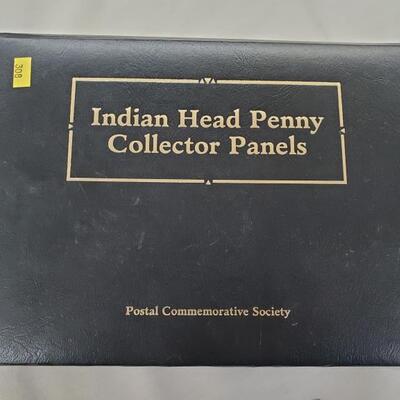 308
Indian Head Penny
Collector Panels
Postal Commemorative Society